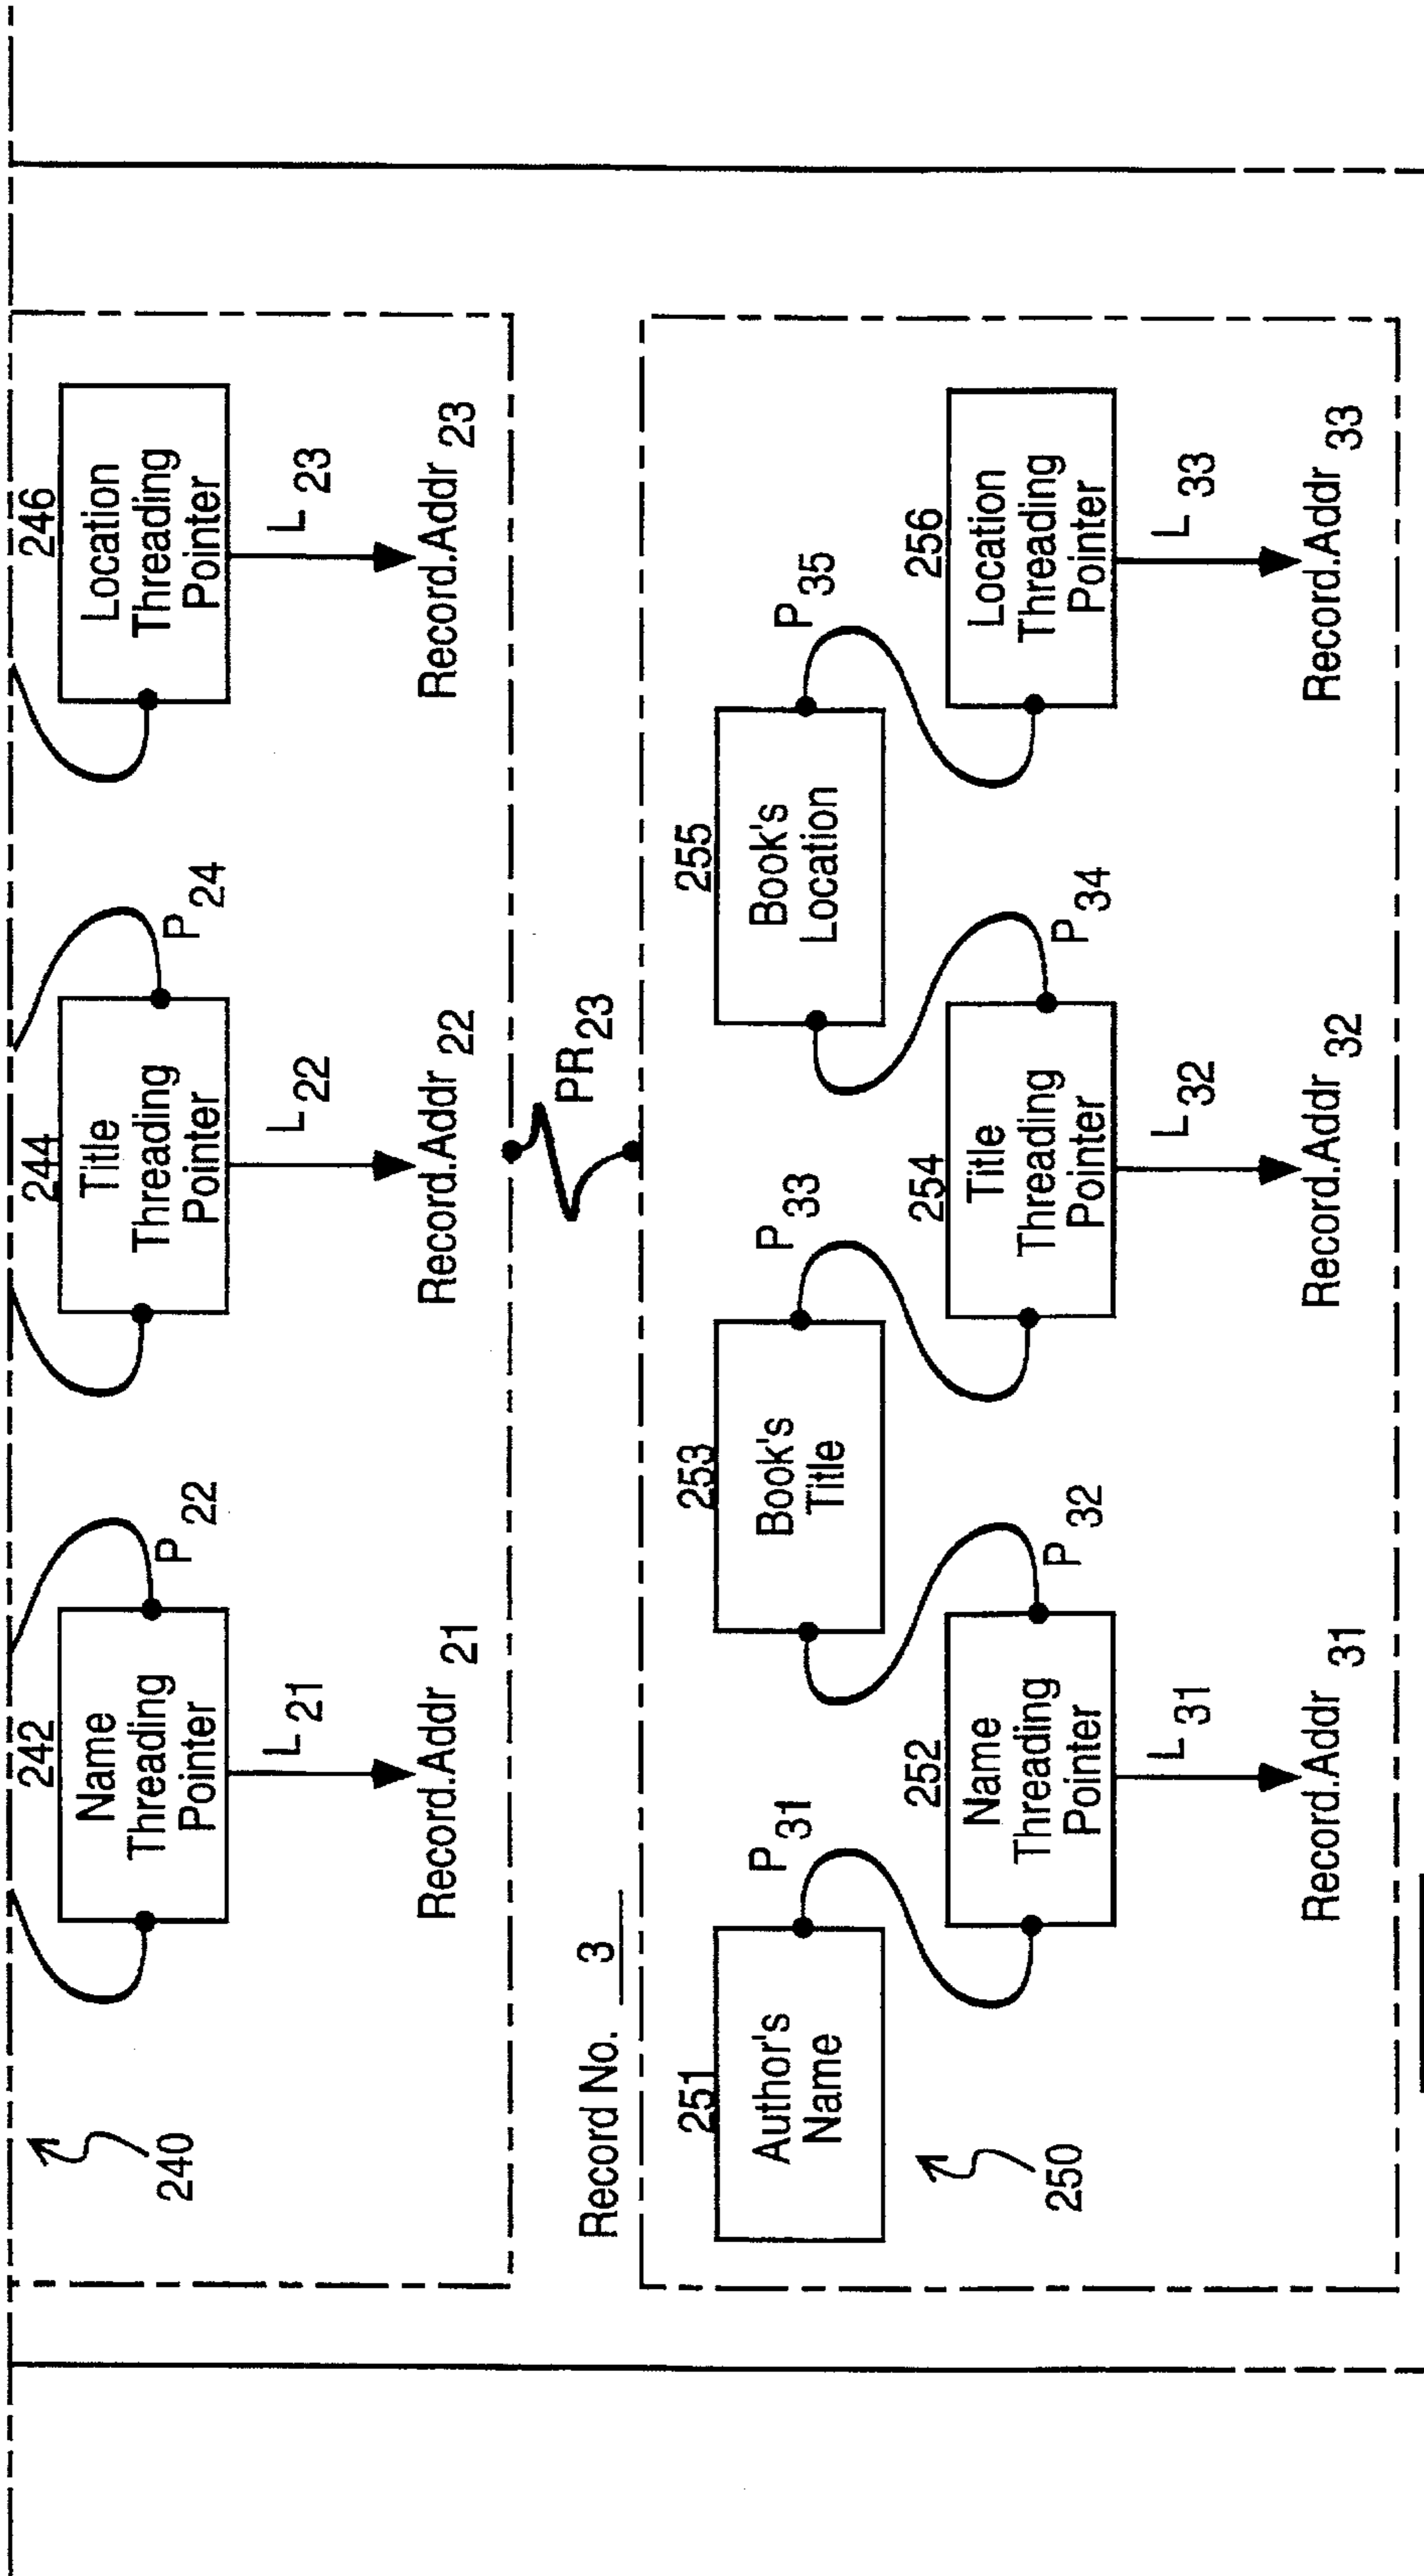 242
Name
Threading
Pointer
P 22
L 21
Record.Addr 21
244
Title
Threading
Pointer
P 24
L 22
Record.Addr 22
246
Location
Threading
Pointer
L 23
Record.Addr 23
240
PR 23
Record No. 3
251
Author's
Name
P 31
253
Book's
Title
P 33
255
Book's
Location
P 35
252
Name
Threading
Pointer
P 32
L 31
Record.Addr 31
254
Title
Threading
Pointer
P 34
L 32
Record.Addr 32
256
Location
Threading
Pointer
L 33
Record.Addr 33
250